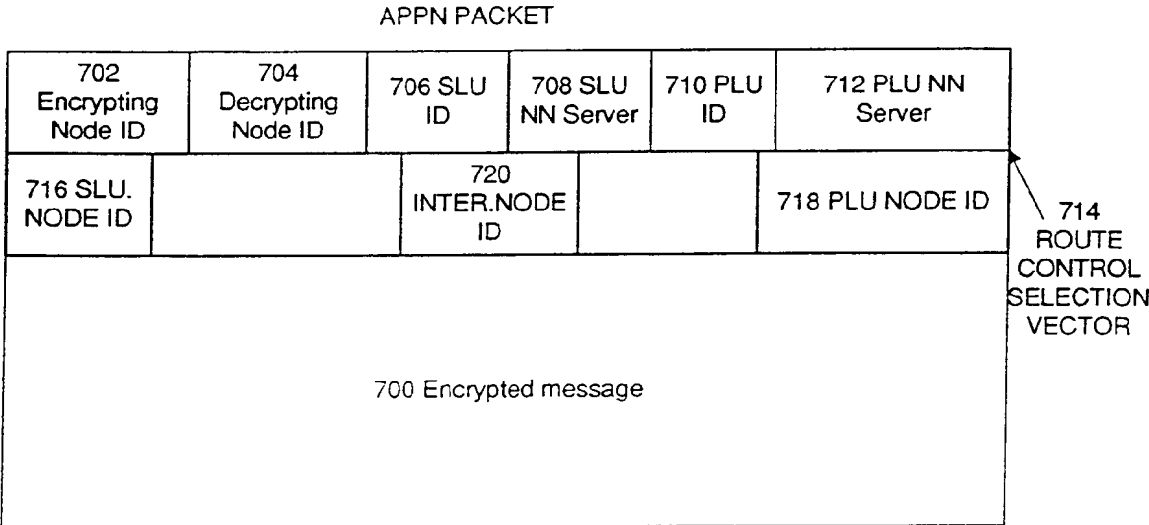 APPN PACKET
702
Encrypting
Node ID
704
Decrypting
Node ID
706 SLU
ID
708 SLU
NN Server
710 PLU
ID
712 PLU NN
Server
716 SLU.
NODE ID
720
INTER.NODE
ID
718 PLU NODE ID
714
ROUTE
CONTROL
SELECTION
VECTOR
700 Encrypted message